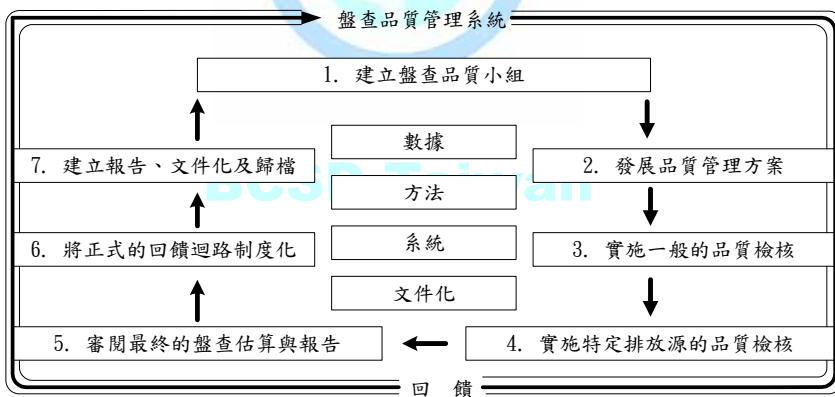 盤查品質管理系統
1. 建立盤查品質小組
數據
7. 建立報告、文件化及歸檔
2. 發展品質管理方案
方法
BCSD Taiwan
系統
6. 將正式的回饋迴路制度化
3. 實施一般的品質檢核
文件化
5. 審閱最終的盤查估算與報告
4. 實施特定排放源的品質檢核
回 饋